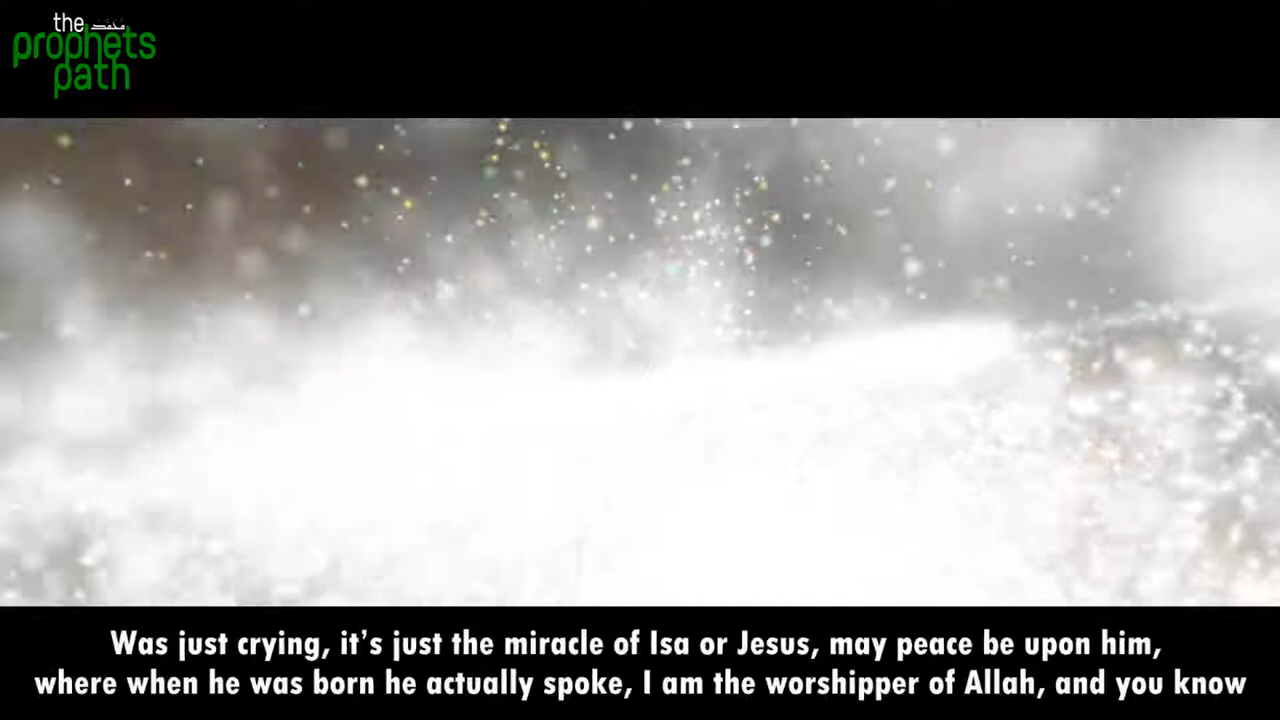 the محمد
prophets
path
Was just crying, it’s just the miracle of Isa or Jesus, may peace be upon him,
where when he was born he actually spoke, I am the worshipper of Allah, and you know